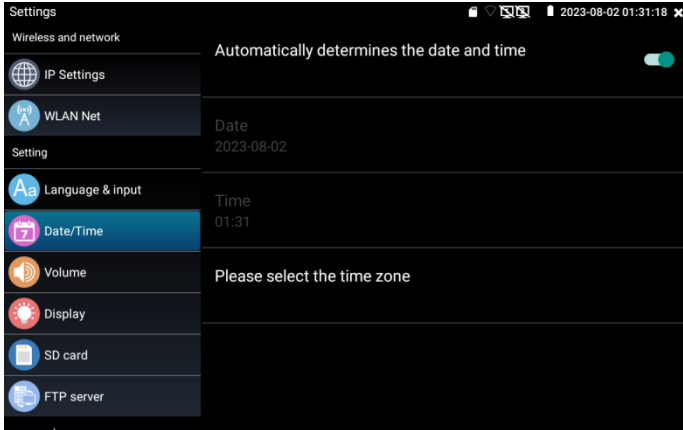 Settings
2023-08-02 01:31:18
Wireless and network
IP Settings
WLAN Net
Setting
Aa Language & input
7 Date/Time
Volume
Display
SD card
FTP server
Automatically determines the date and time
Date
2023-08-02
Time
01:31
Please select the time zone